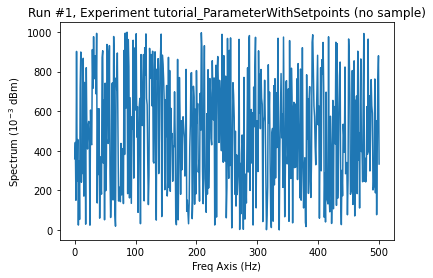 Run #1, Experiment tutorial_ParameterWithSetpoints (no sample)
1000
800
600
400
200
0
Spectrum (10⁻³ dBm)
0 100 200 300 400 500
Freq Axis (Hz)